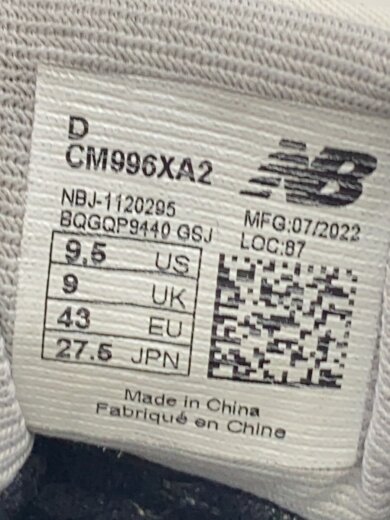 D
CM996XA2
NB
NBJ-1120295
BQGQP9440 GSJ
MFG:07/2022
LOC:87
9.5 US
9 UK
43 EU
27.5 JPN
Made in China
Fabriqué en Chine